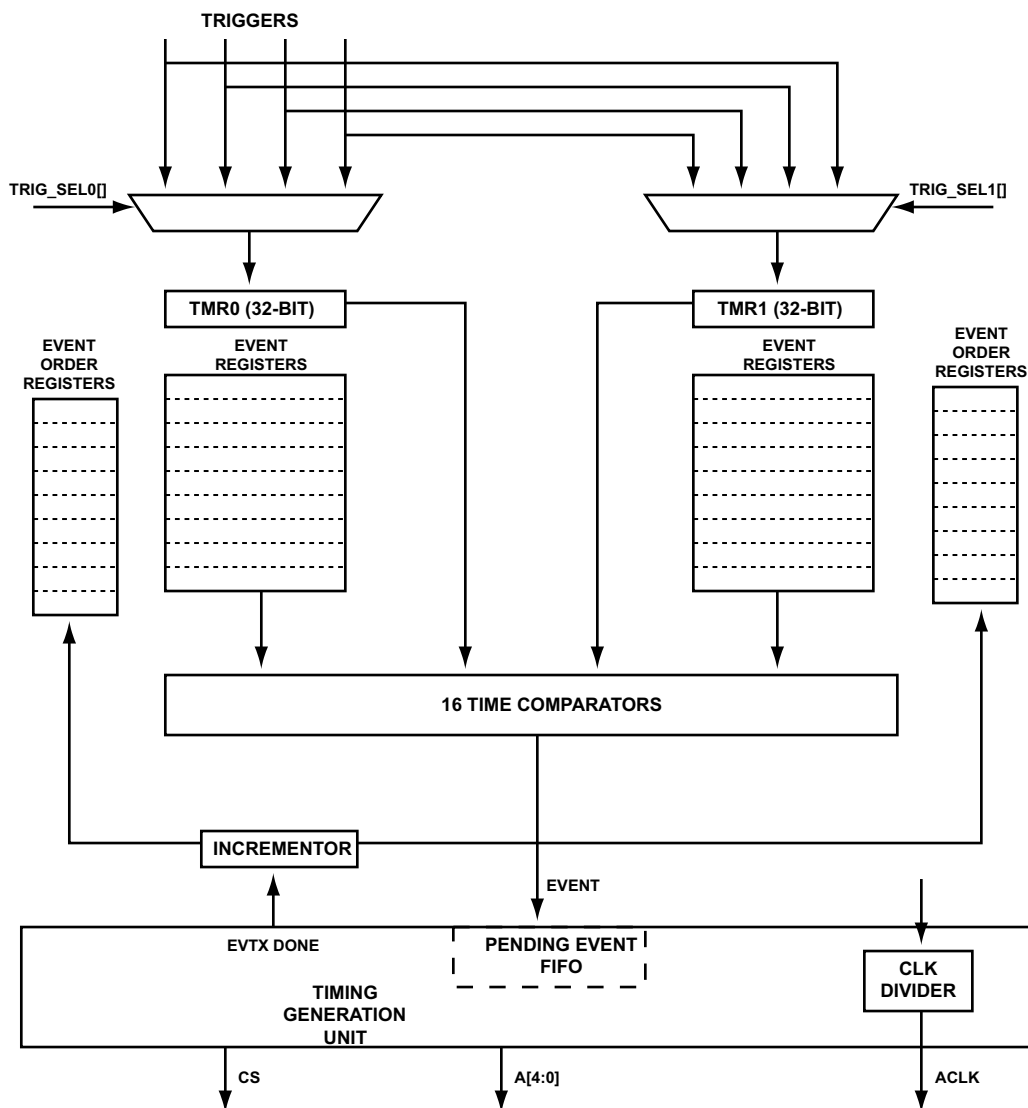 TRIGGERS
TRIG_SEL0[]
TRIG_SEL1[]
TMR0 (32-BIT)
TMR1 (32-BIT)
EVENT
ORDER
REGISTERS
EVENT
REGISTERS
EVENT
REGISTERS
EVENT
ORDER
REGISTERS
16 TIME COMPARATORS
INCREMENTOR
EVENT
EVTX DONE
PENDING EVENT
FIFO
CLK
DIVIDER
TIMING
GENERATION
UNIT
CS
A[4:0]
ACLK